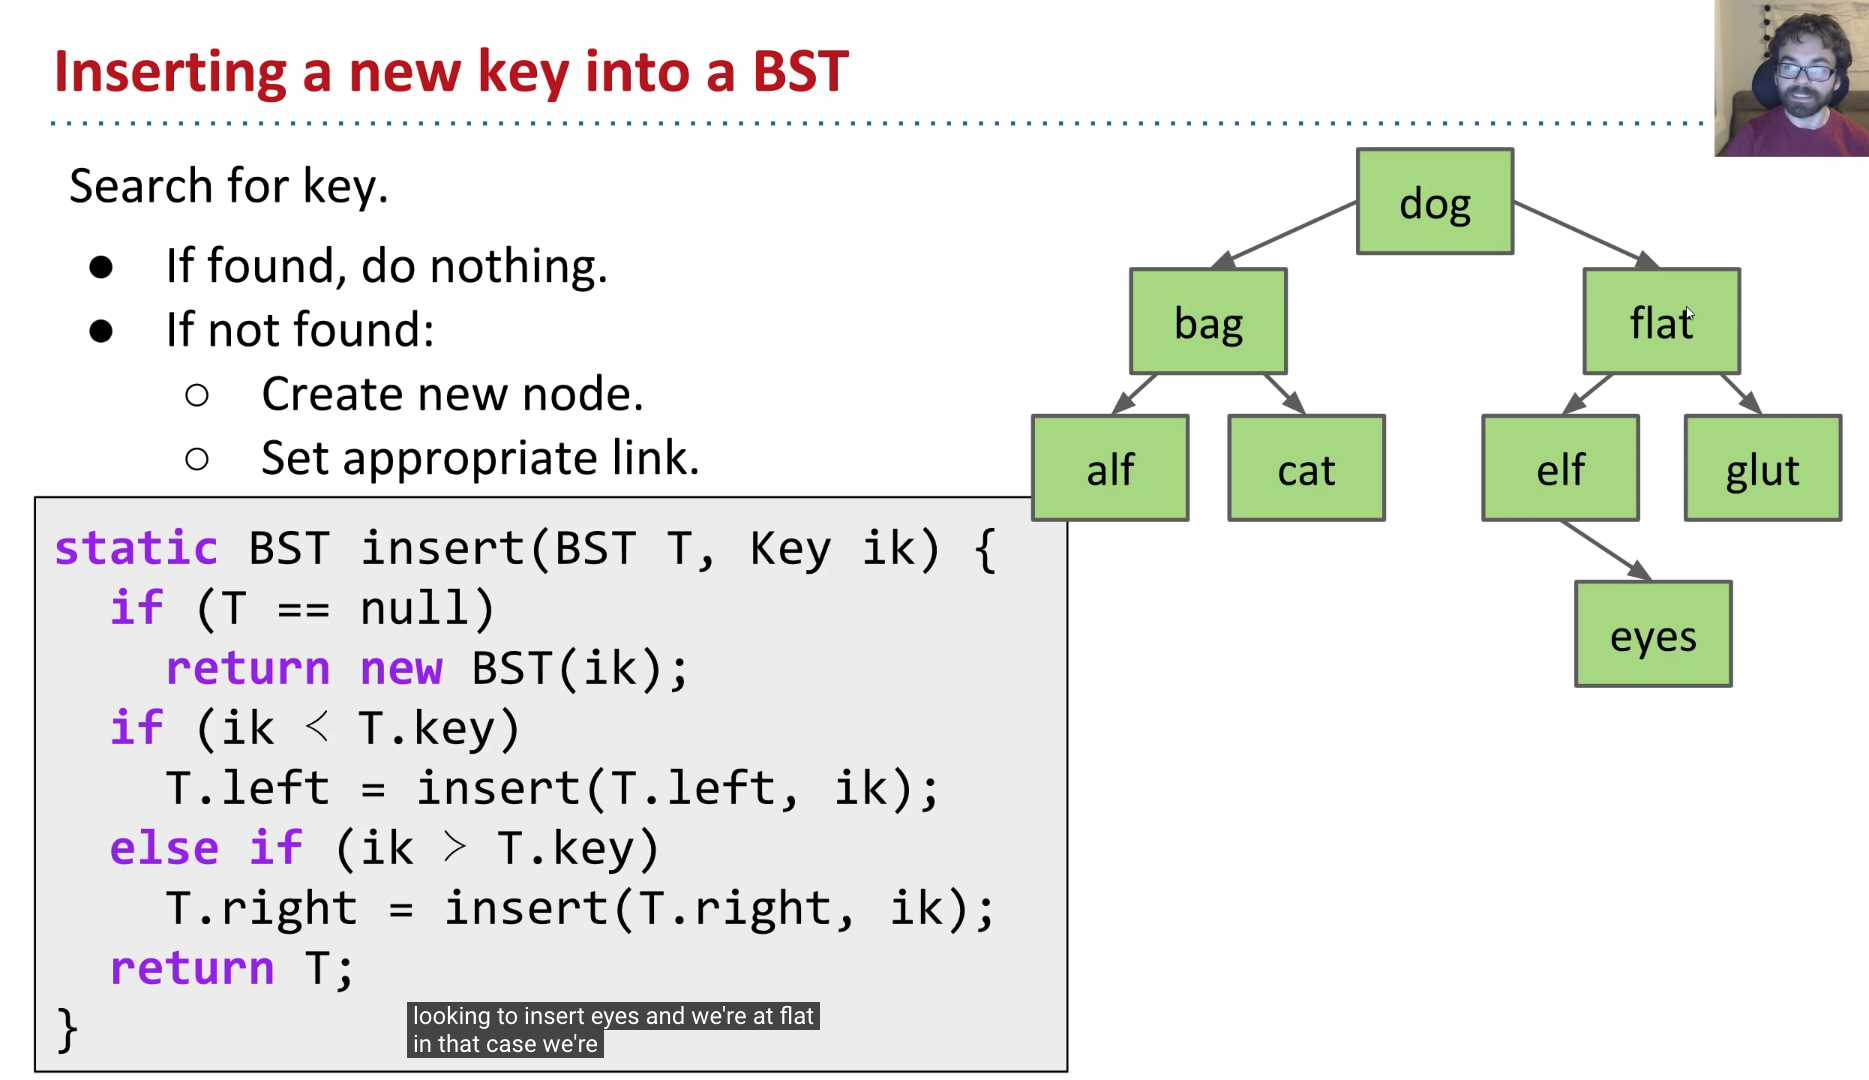 Inserting a new key into a BST
Search for key.
● If found, do nothing.
● If not found:
○ Create new node.
○ Set appropriate link.
static BST insert(BST T, Key ik) {
if (T == null)
return new BST(ik);
if (ik < T.key)
T.left = insert(T.left, ik);
else if (ik > T.key)
T.right = insert(T.right, ik);
return T;
}
looking to insert eyes and we're at flat
in that case we're
dog
bag
flat
alf
cat
elf
glut
eyes